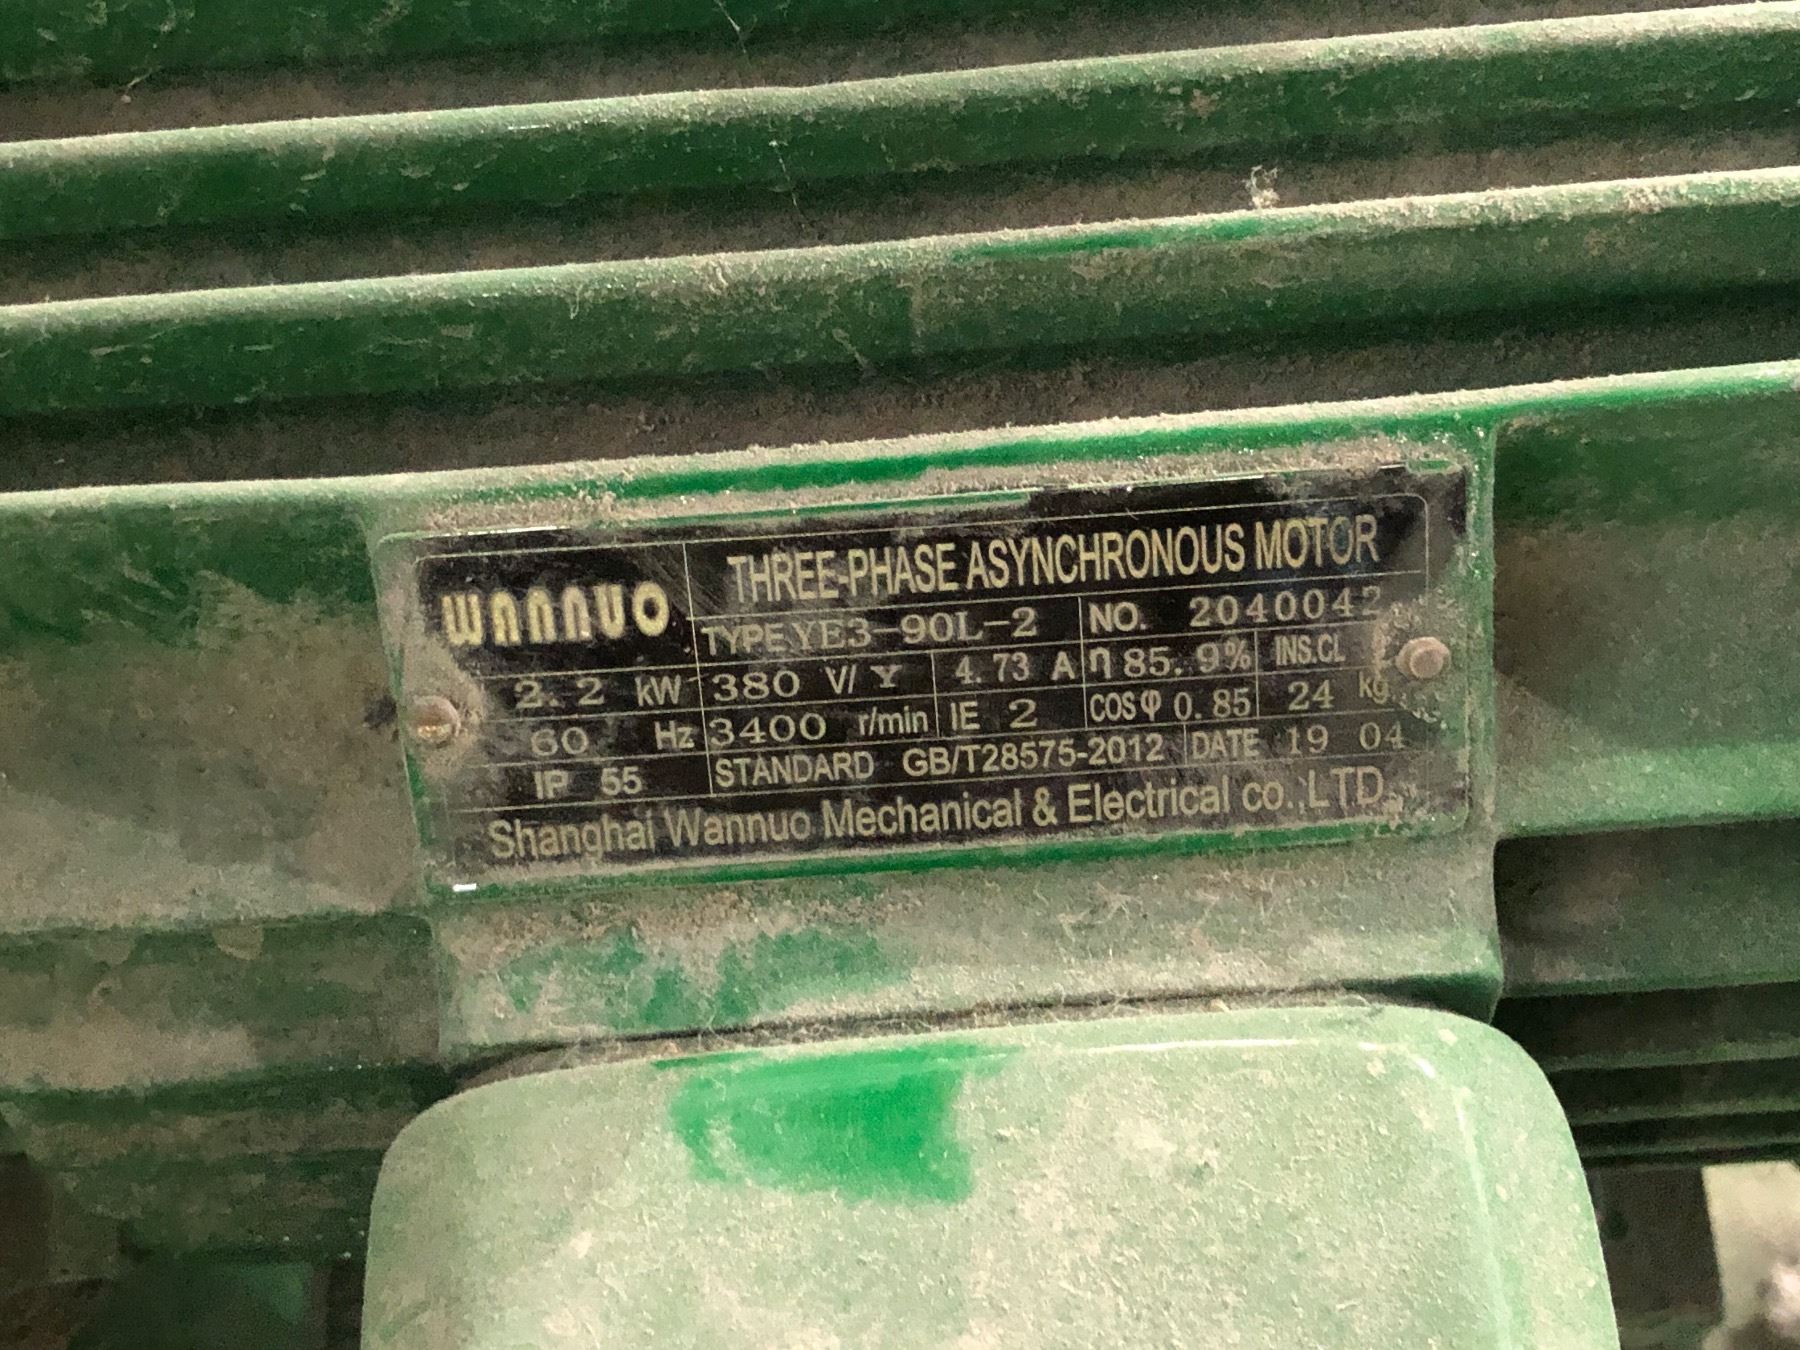 WANNUO THREE-PHASE ASYNCHRONOUS MOTOR
TYPE YE3-90L-2 NO. 2040042
2.2 kW 380 V/Y 4.73 A η 85.9% INS.CL
60 Hz 3400 r/min IE 2 COSφ 0.85 24 kg
IP 55 STANDARD GB/T28575-2012 DATE 19 04
Shanghai Wannuo Mechanical & Electrical co.,LTD.